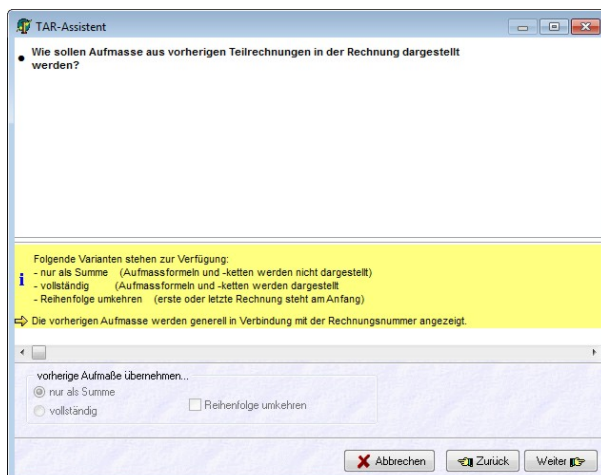 TAR-Assistent
Wie sollen Aufmasse aus vorherigen Teilrechnungen in der Rechnung dargestellt
werden?
Folgende Varianten stehen zur Verfügung:
- nur als Summe (Aufmassformeln und -ketten werden nicht dargestellt)
- vollständig (Aufmassformeln und -ketten werden dargestellt
- Reihenfolge umkehren (erste oder letzte Rechnung steht am Anfang)
Die vorherigen Aufmasse werden generell in Verbindung mit der Rechnungsnummer angezeigt.
vorherige Aufmaße übernehmen...
nur als Summe
vollständig
Reihenfolge umkehren
Abbrechen
Zurück
Weiter